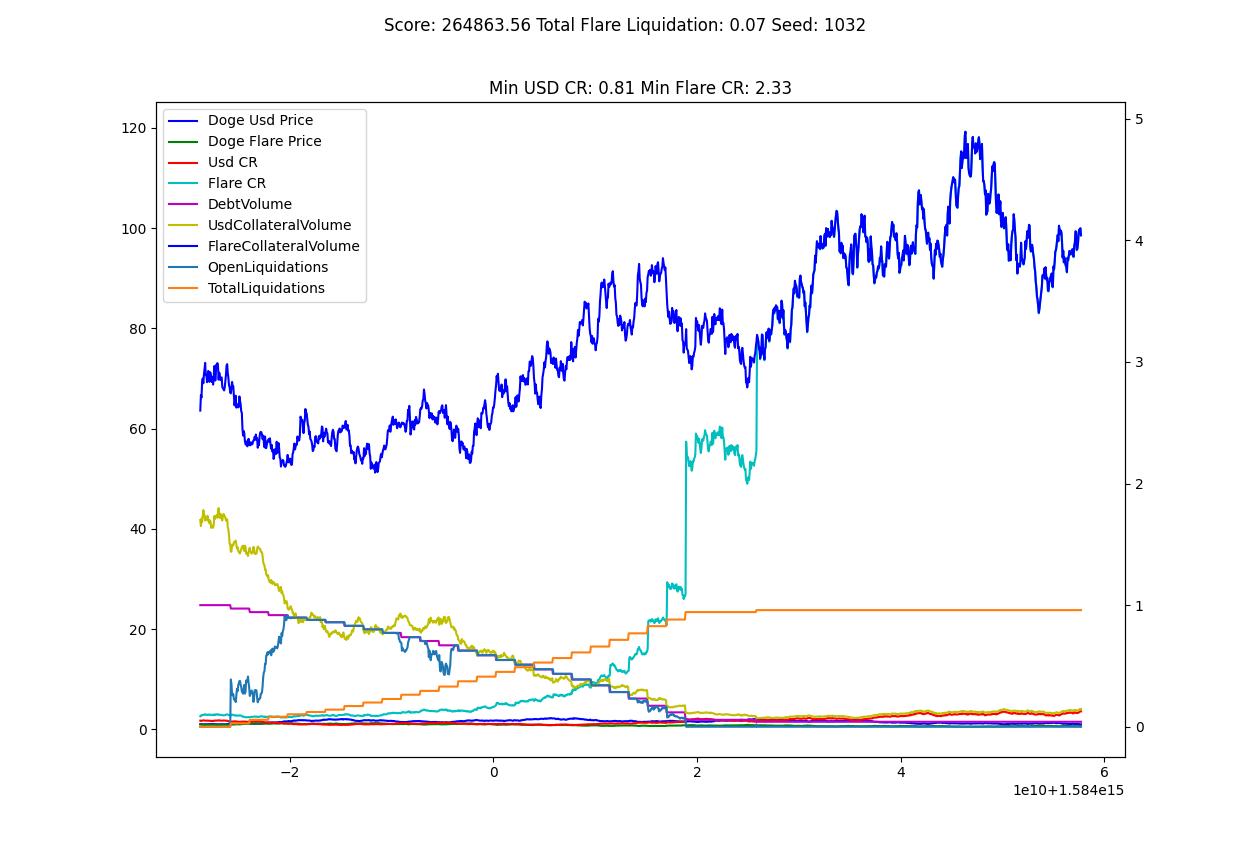 Score: 264863.56 Total Flare Liquidation: 0.07 Seed: 1032
Min USD CR: 0.81 Min Flare CR: 2.33
Doge Usd Price
Doge Flare Price
Usd CR
Flare CR
DebtVolume
UsdCollateralVolume
FlareCollateralVolume
OpenLiquidations
TotalLiquidations
120
100
80
60
40
20
0
5
4
3
2
1
0
−2
0
2
4
6
1e10+1.584e15